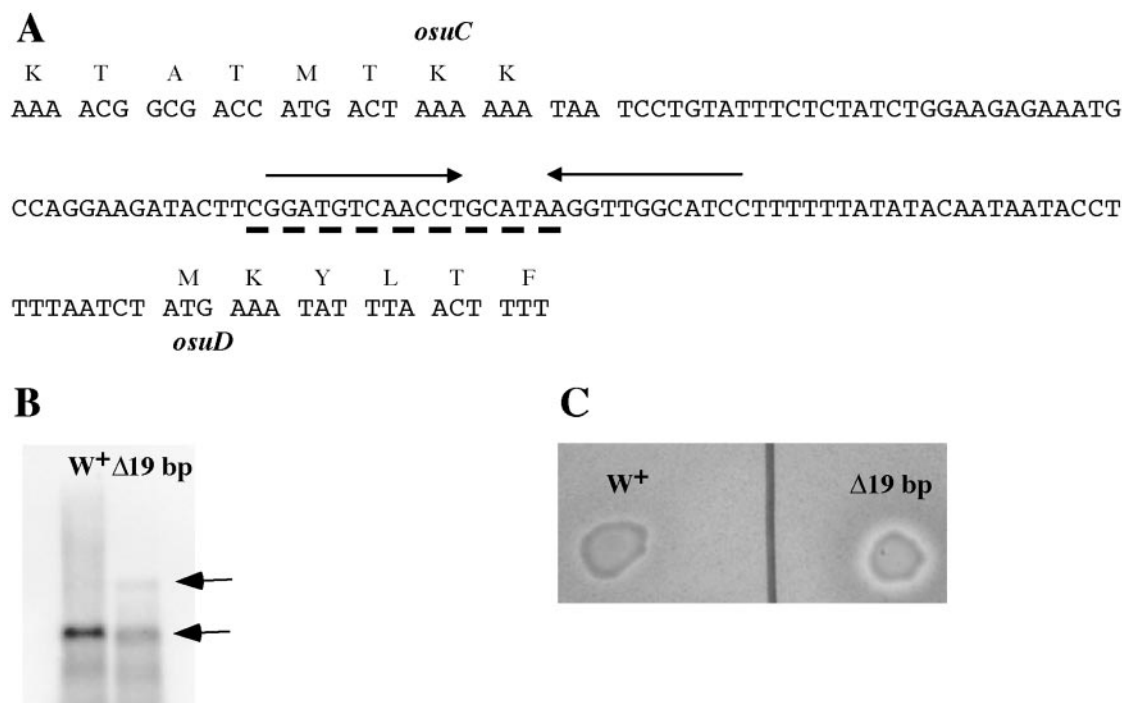 A
osuC
K T A T M T K K
AAA ACG GCG ACC ATG ACT AAA AAA TAA TCCTGTATTTCTCTATCTGGAAGAGAAATG
CCAGGAAGATACTTCGGATGTCAACCTGCATAAGGTTGGCATCCTTTTTTATATACAATAATACCT
M K Y L T F
TTTAATCT ATG AAA TAT TTA ACT TTT
osuD
B
W+ Δ19 bp
C
W+
Δ19 bp